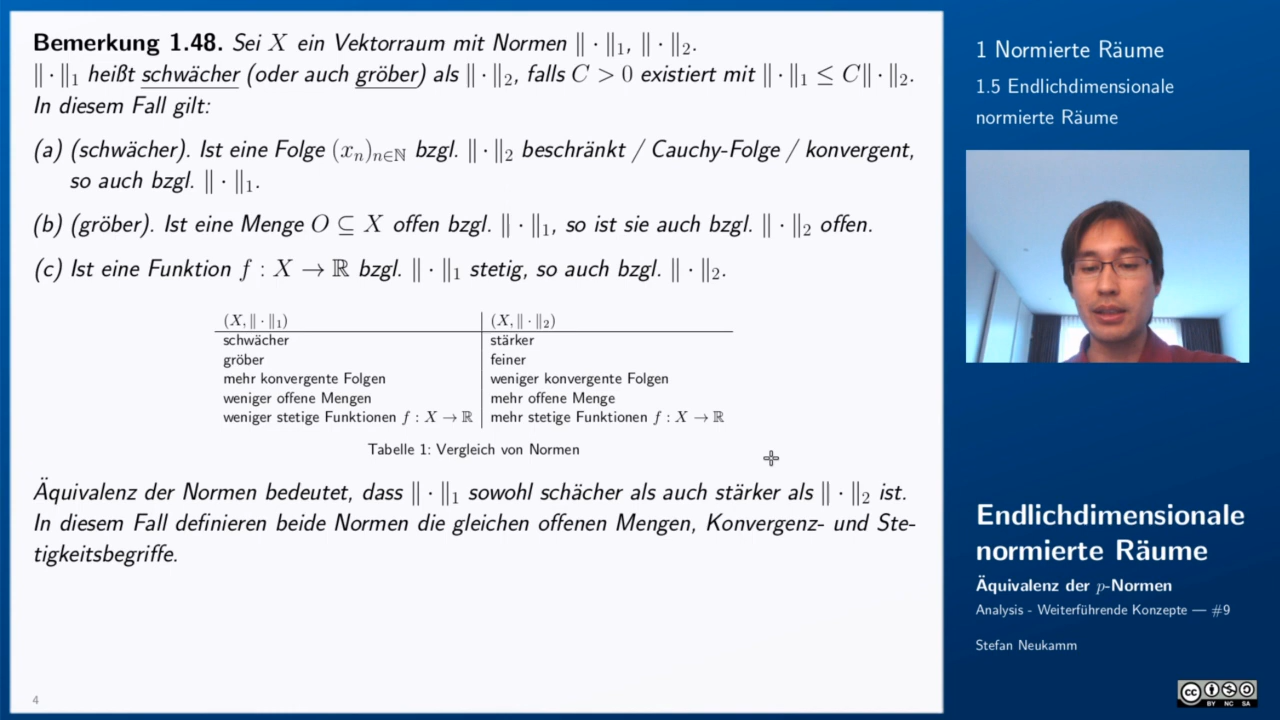 Bemerkung 1.48. Sei X ein Vektorraum mit Normen ‖ · ‖₁, ‖ · ‖₂.
‖ · ‖₁ heißt schwächer (oder auch gröber) als ‖ · ‖₂, falls C > 0 existiert mit ‖ · ‖₁ ≤ C‖ · ‖₂.
In diesem Fall gilt:
(a) (schwächer). Ist eine Folge (xₙ)ₙ∈ℕ bzgl. ‖ · ‖₂ beschränkt / Cauchy-Folge / konvergent,
so auch bzgl. ‖ · ‖₁.
(b) (gröber). Ist eine Menge O ⊆ X offen bzgl. ‖ · ‖₁, so ist sie auch bzgl. ‖ · ‖₂ offen.
(c) Ist eine Funktion f : X → ℝ bzgl. ‖ · ‖₁ stetig, so auch bzgl. ‖ · ‖₂.
(X, ‖ · ‖₁) (X, ‖ · ‖₂)
schwächer stärker
gröber feiner
mehr konvergente Folgen weniger konvergente Folgen
weniger offene Mengen mehr offene Menge
weniger stetige Funktionen f : X → ℝ mehr stetige Funktionen f : X → ℝ
Tabelle 1: Vergleich von Normen
Äquivalenz der Normen bedeutet, dass ‖ · ‖₁ sowohl schächer als auch stärker als ‖ · ‖₂ ist.
In diesem Fall definieren beide Normen die gleichen offenen Mengen, Konvergenz- und Ste-
tigkeitsbegriffe.
4
1 Normierte Räume
1.5 Endlichdimensionale
normierte Räume
Endlichdimensionale
normierte Räume
Äquivalenz der p-Normen
Analysis - Weiterführende Konzepte — #9
Stefan Neukamm
CC
BY NC SA